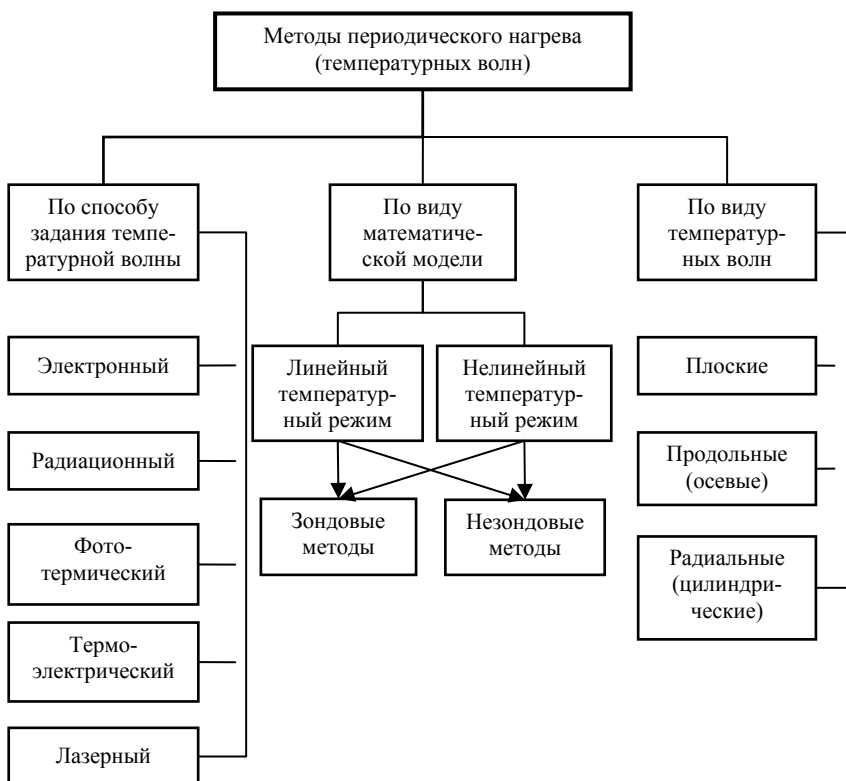 Методы периодического нагрева
(температурных волн)
По способу
задания темпе-
ратурной волны
По виду
математиче-
ской модели
По виду
температур-
ных волн
Электронный
Линейный
температур-
ный режим
Нелинейный
температур-
ный режим
Плоские
Радиационный
Продольные
(осевые)
Зондовые
методы
Незондовые
методы
Фото-
термический
Радиальные
(цилиндри-
ческие)
Термо-
электрический
Лазерный